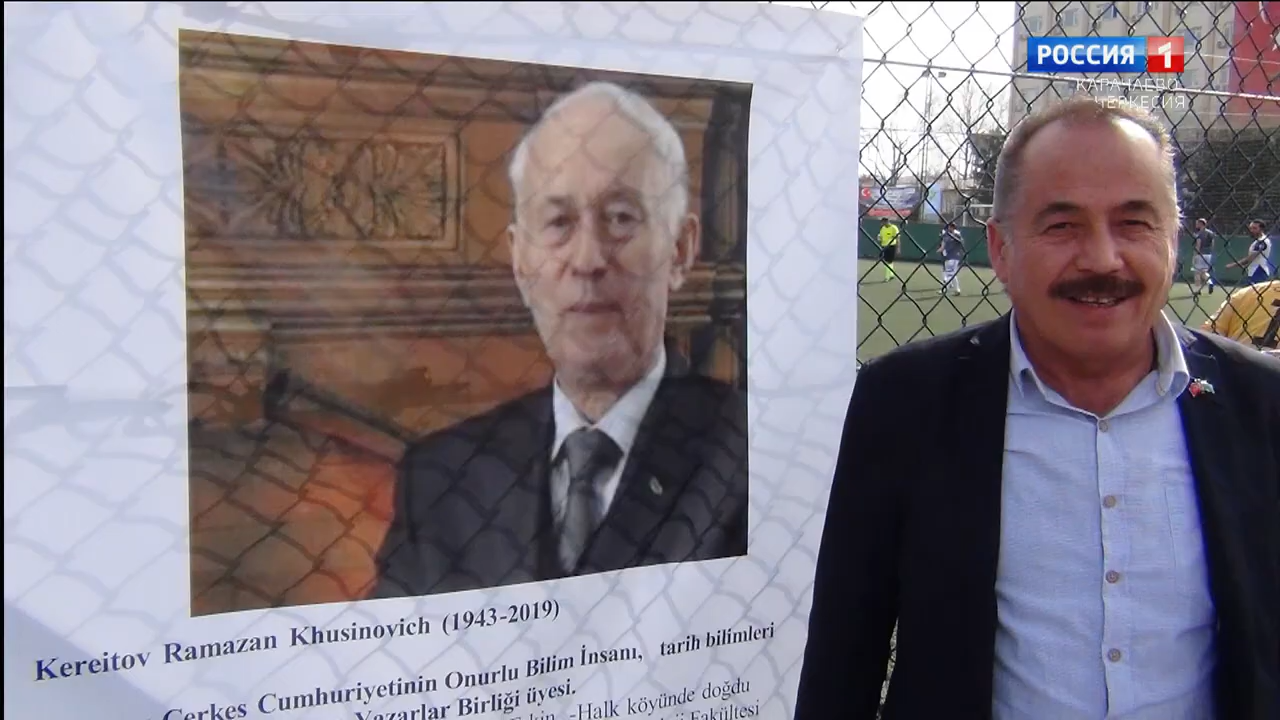 РОССИЯ 1
КАРАЧАЕВО
ЧЕРКЕСИЯ
Kereitov Ramazan Khusinovich (1943-2019)
Çerkes Cumhuriyetinin Onurlu Bilim İnsanı, tarih bilimleri
Yazarlar Birliği üyesi.
-Halk köyünde doğdu
Fakültesi